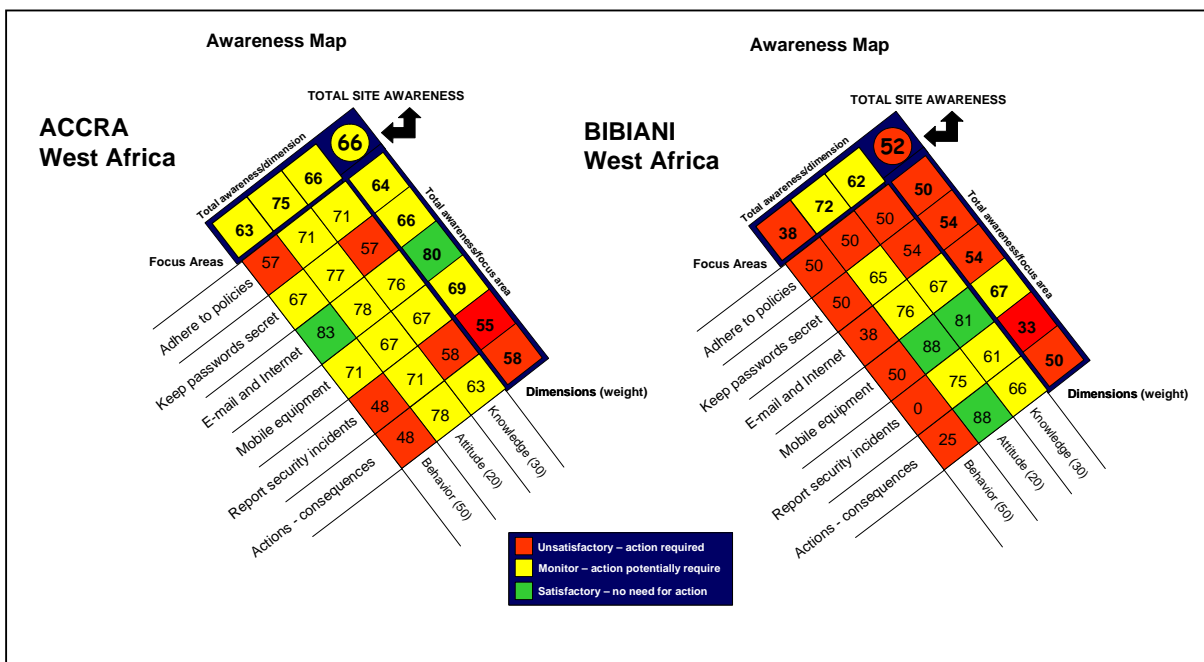 Awareness Map
TOTAL SITE AWARENESS
ACCRA
West Africa
66
Total awareness/dimension
63
75
66
Total awareness/focus area
64
66
80
69
55
58
Focus Areas
Adhere to policies
57
71
71
Keep passwords secret
67
77
57
E-mail and Internet
83
78
76
Mobile equipment
71
67
67
Report security incidents
48
71
58
Actions - consequences
48
78
63
Behavior (50)
Attitude (20)
Knowledge (30)
Dimensions (weight)
Awareness Map
TOTAL SITE AWARENESS
BIBIANI
West Africa
52
Total awareness/dimension
38
72
62
Total awareness/focus area
50
54
54
67
33
50
Focus Areas
Adhere to policies
50
50
50
Keep passwords secret
50
65
54
E-mail and Internet
38
76
67
Mobile equipment
50
88
81
Report security incidents
0
75
61
Actions - consequences
25
88
66
Behavior (50)
Attitude (20)
Knowledge (30)
Dimensions (weight)
Unsatisfactory – action required
Monitor – action potentially require
Satisfactory – no need for action